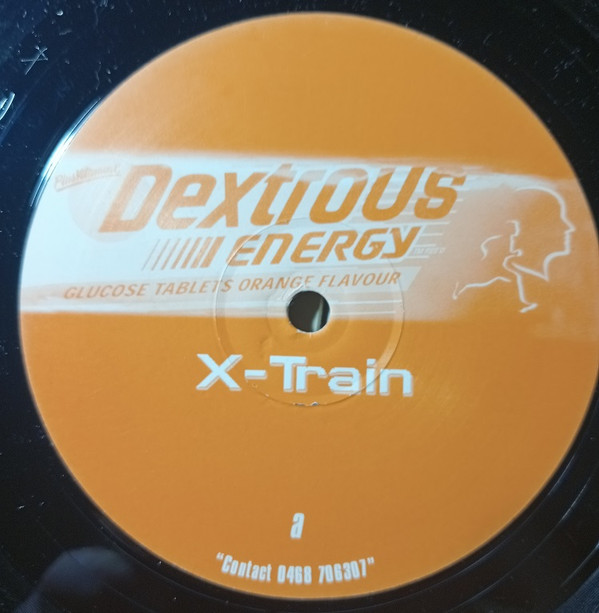 Dextrous
ENERGY
GLUCOSE TABLETS ORANGE FLAVOUR
X-Train
a
"Contact 0468 706307"